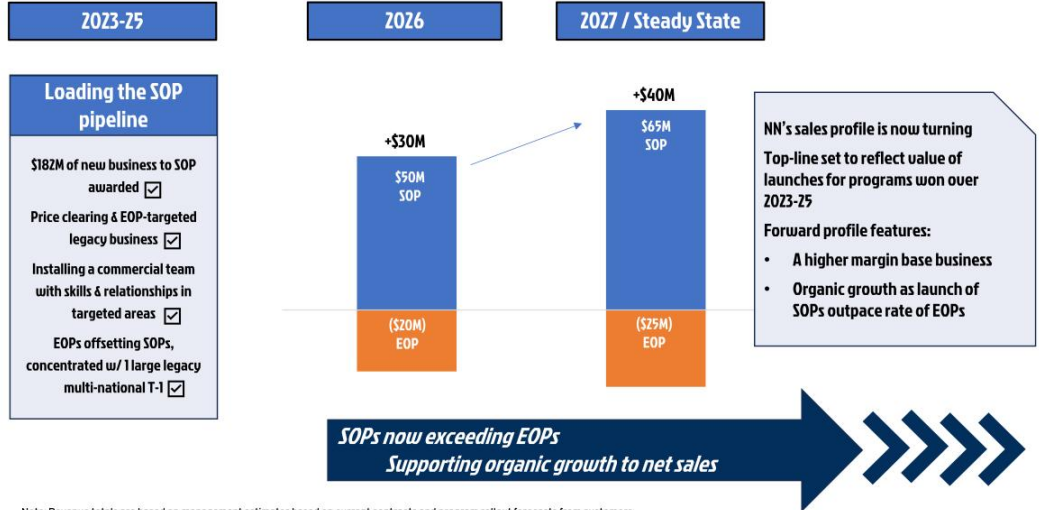 2023-25
2026
2027 / Steady State
Loading the SOP
pipeline
$182M of new business to SOP
awarded
Price clearing & EOP-targeted
legacy business
Installing a commercial team
with skills & relationships in
targeted areas
EOPs offsetting SOPs,
concentrated w/ 1 large legacy
multi-national T-1
+$30M
$50M
SOP
($20M)
EOP
+$40M
$65M
SOP
($25M)
EOP
NN's sales profile is now turning
Top-line set to reflect value of
launches for programs won over
2023-25
Forward profile features:
• A higher margin base business
• Organic growth as launch of
SOPs outpace rate of EOPs
SOPs now exceeding EOPs
Supporting organic growth to net sales